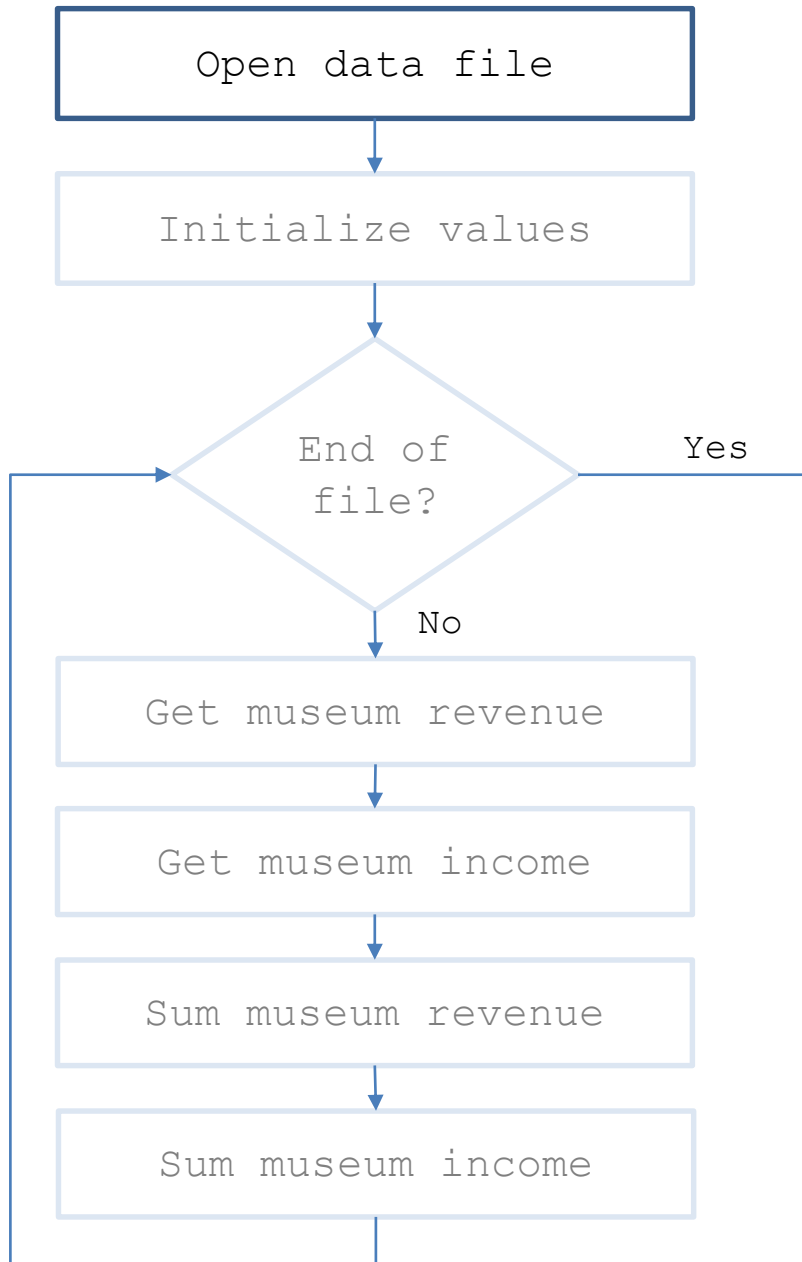 Open data file
Initialize values
End of
file?
Yes
No
Get museum revenue
Get museum income
Sum museum revenue
Sum museum income